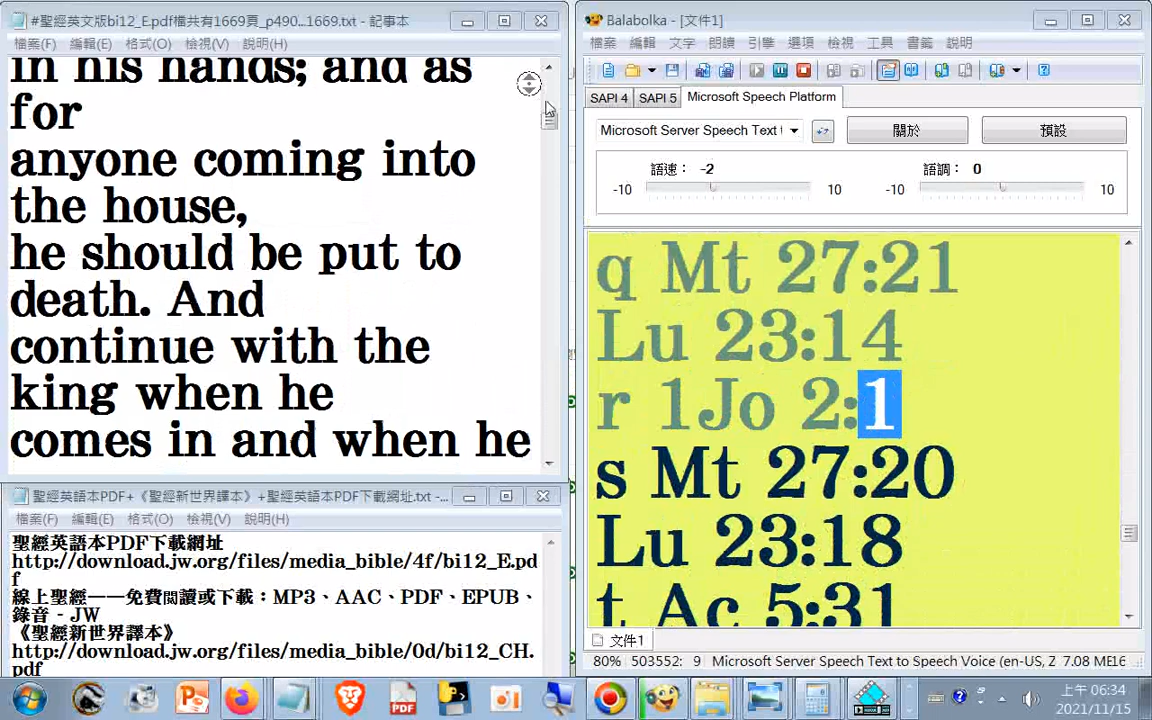 #聖經英文版bi12_E.pdf檔共有1669頁_p490...1669.txt - 記事本
檔案(F) 編輯(E) 格式(O) 檢視(V) 說明(H)
in his hands; and as
for
anyone coming into
the house,
he should be put to
death. And
continue with the
king when he
comes in and when he
聖經英語本PDF+《聖經新世界譯本》+聖經英語本PDF下載網址.txt -...
檔案(F) 編輯(E) 格式(O) 檢視(V) 說明(H)
聖經英語本PDF下載網址
http://download.jw.org/files/media_bible/4f/bi12_E.pd
f
線上聖經——免費閱讀或下載：MP3、AAC、PDF、EPUB、
錄音 - JW
《聖經新世界譯本》
http://download.jw.org/files/media_bible/0d/bi12_CH.
pdf
Balabolka - [文件1]
檔案 編輯 文字 朗讀 引擎 選項 檢視 工具 書籤 說明
SAPI 4 SAPI 5 Microsoft Speech Platform
Microsoft Server Speech Text t 關於 預設
語速： -2 語調： 0
-10 10 -10 10
q Mt 27:21
Lu 23:14
r 1Jo 2:1
s Mt 27:20
Lu 23:18
t Ac 5:31
文件1
80% 503552: 9 Microsoft Server Speech Text to Speech Voice (en-US, Z 7.08 ME16
上午 06:34
2021/11/15